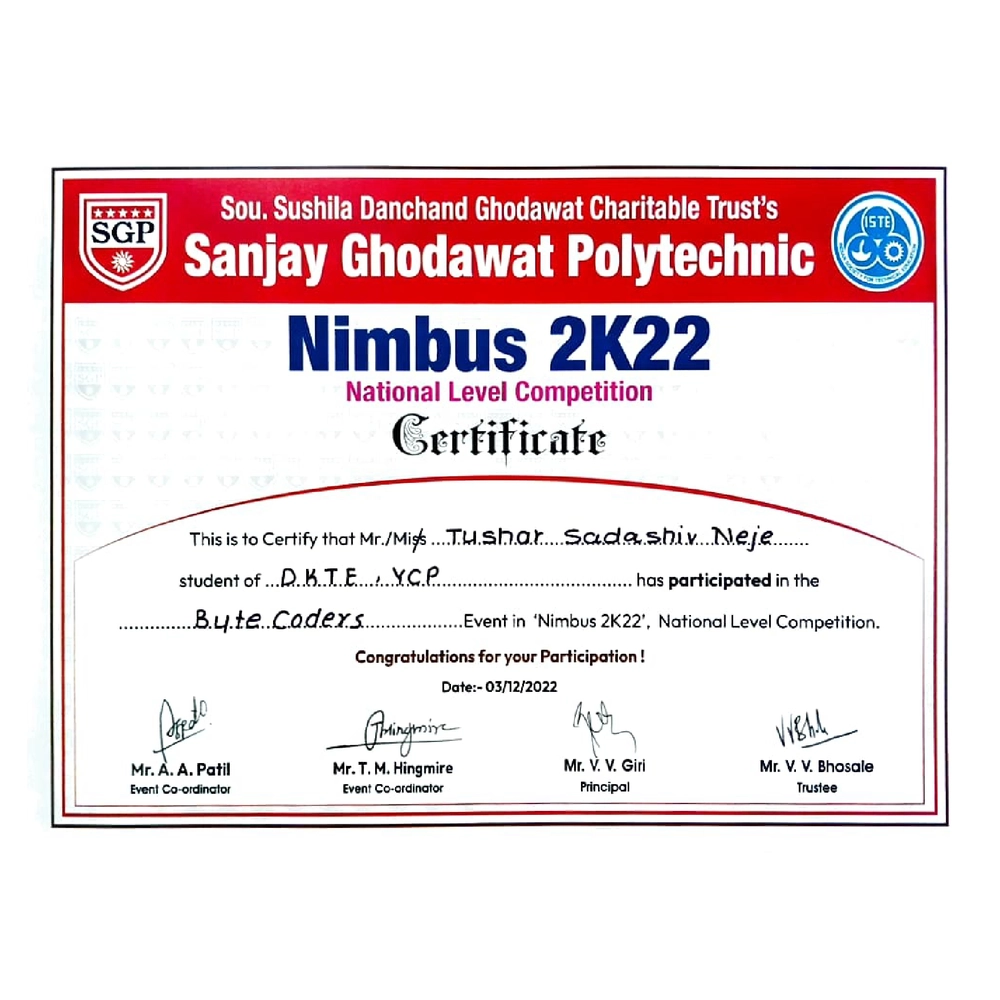 Sou. Sushila Danchand Ghodawat Charitable Trust's
SGP
Sanjay Ghodawat Polytechnic
ISTE
Nimbus 2K22
National Level Competition
Certificate
This is to Certify that Mr./Miss ...Tushar Sadashiv Neje......
student of ...D.K.T.E., Y.C.P................................... has participated in the
..............Byte Coders....................Event in 'Nimbus 2K22', National Level Competition.
Congratulations for your Participation !
Date:- 03/12/2022
Mr. A. A. Patil Mr. T. M. Hingmire Mr. V. V. Giri Mr. V. V. Bhosale
Event Co-ordinator Event Co-ordinator Principal Trustee